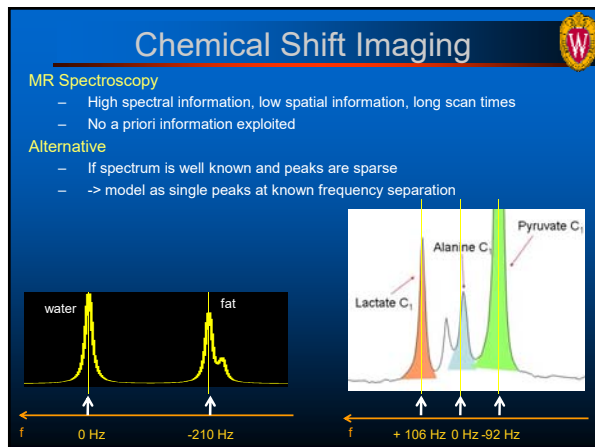 Chemical Shift Imaging
W
MR Spectroscopy
– High spectral information, low spatial information, long scan times
– No a priori information exploited
Alternative
– If spectrum is well known and peaks are sparse
– -> model as single peaks at known frequency separation
water
fat
f
0 Hz
-210 Hz
Pyruvate C₁
Alanine C₁
Lactate C₁
f
+ 106 Hz 0 Hz -92 Hz